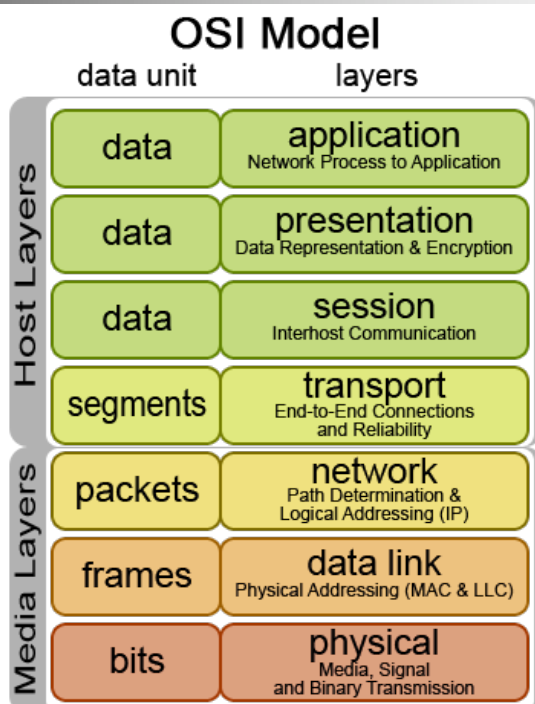 OSI Model
data unit layers
Host Layers
data application
Network Process to Application
data presentation
Data Representation & Encryption
data session
Interhost Communication
segments transport
End-to-End Connections
and Reliability
Media Layers
packets network
Path Determination &
Logical Addressing (IP)
frames data link
Physical Addressing (MAC & LLC)
bits physical
Media, Signal
and Binary Transmission